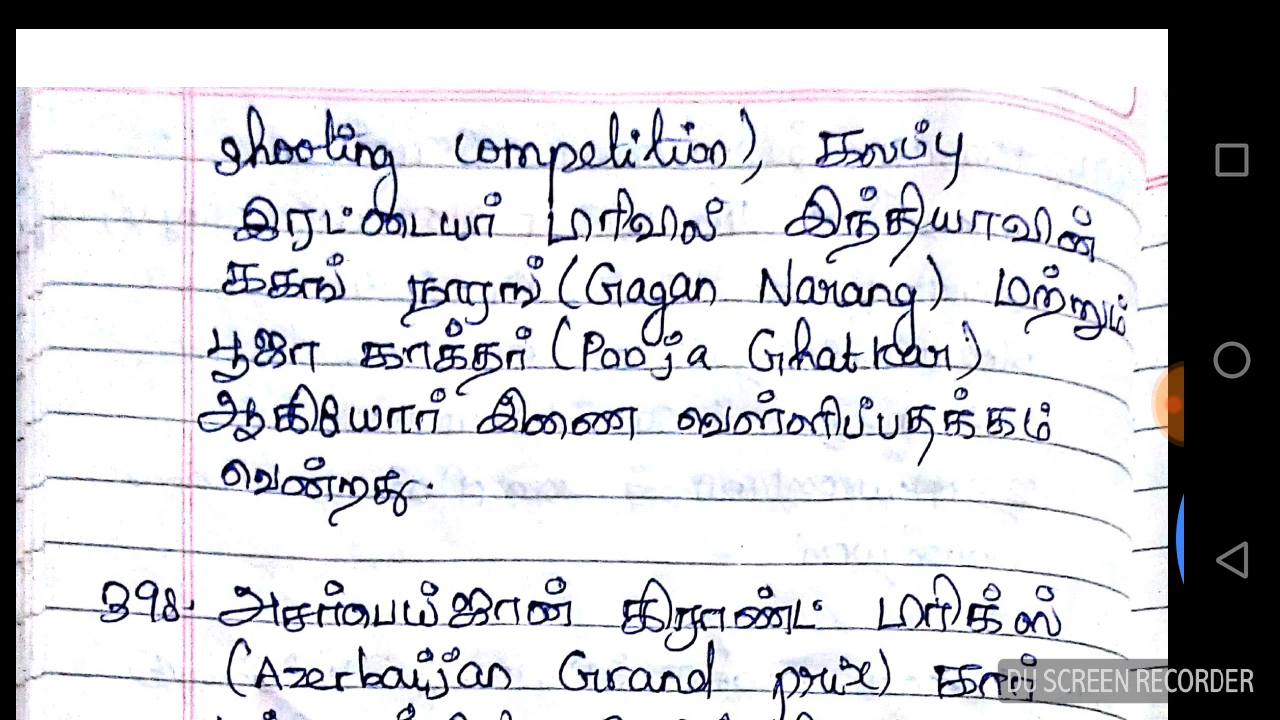 shooting competition), கலப்பு
இரட்டையர் பிரிவில் இந்தியாவின்
ககன் நாரங் (Gagan Narang) மற்றும்
பூஜா காக்தர் (Pooja Ghatkar)
ஆகியோர் இணை வெள்ளிப்பதக்கம்
வென்றது.
398. அசர்பெய்ஜான் கிராண்ட் பிரிக்ஸ்
(Azerbaijan Grand prix) கார்
DU SCREEN RECORDER